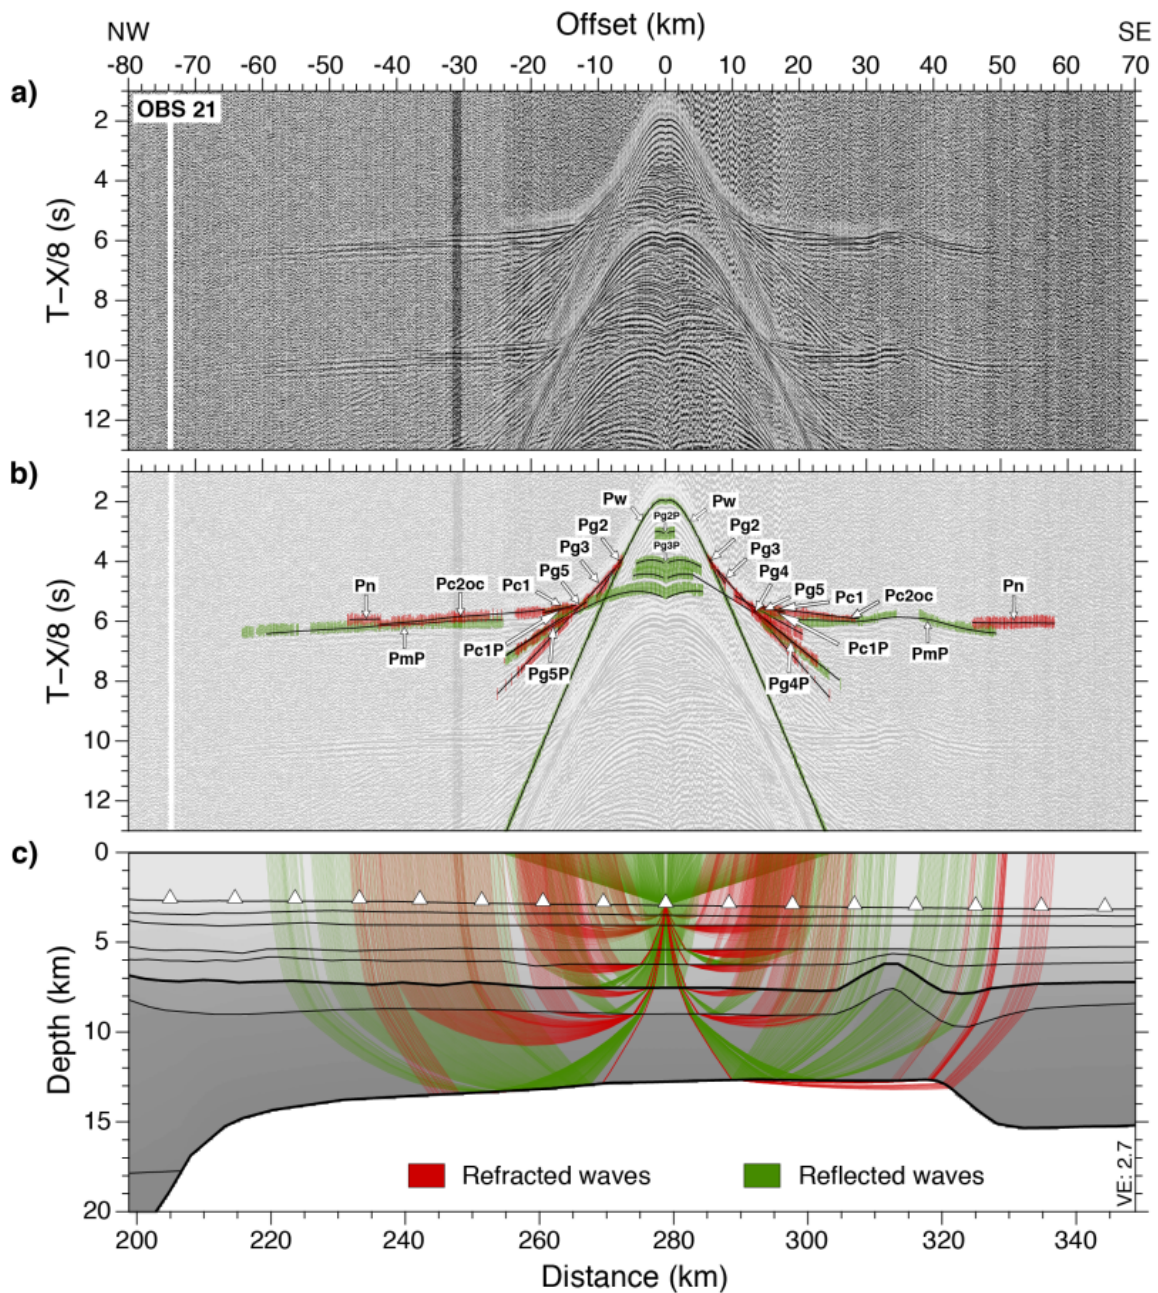 Offset (km)
NW
SE
-80 -70 -60 -50 -40 -30 -20 -10 0 10 20 30 40 50 60 70
a)
OBS 21
T−X/8 (s)
2
4
6
8
10
12
b)
T−X/8 (s)
2
4
6
8
10
12
Pw
Pw
Pg2P
Pg2
Pg2
Pg3P
Pg3
Pg3
Pg5
Pg4
Pn
Pc2oc
Pc1
Pg5
Pc1
Pc2oc
Pn
PmP
Pc1P
Pc1P
PmP
Pg5P
Pg4P
c)
Depth (km)
0
5
10
15
20
Refracted waves
Reflected waves
VE: 2.7
200 220 240 260 280 300 320 340
Distance (km)